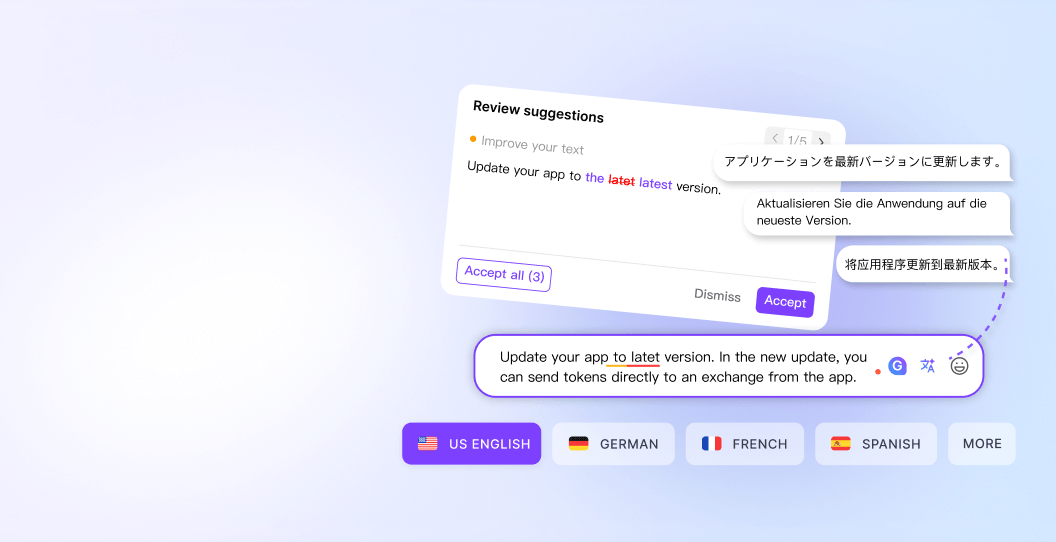 Review suggestions
1/5
Improve your text
Update your app to the latet latest version.
アプリケーションを最新バージョンに更新します。
Aktualisieren Sie die Anwendung auf die
neueste Version.
将应用程序更新到最新版本。
Accept all (3)
Dismiss
Accept
Update your app to latet version. In the new update, you
can send tokens directly to an exchange from the app.
G
US ENGLISH
GERMAN
FRENCH
SPANISH
MORE